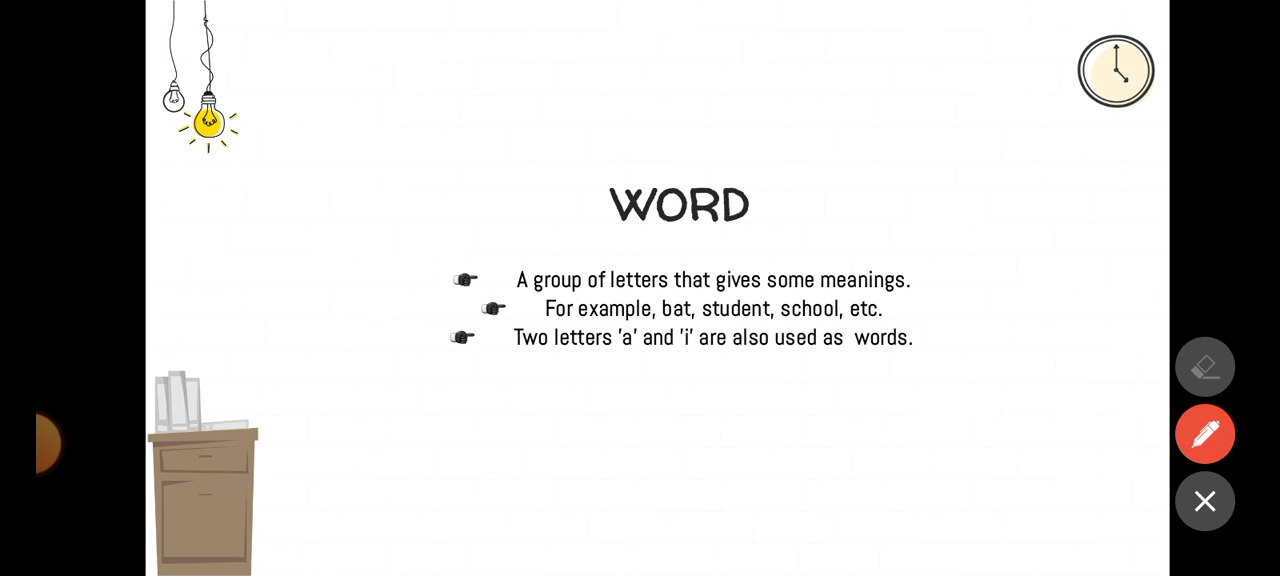 WORD
A group of letters that gives some meanings.
For example, bat, student, school, etc.
Two letters 'a' and 'i' are also used as  words.